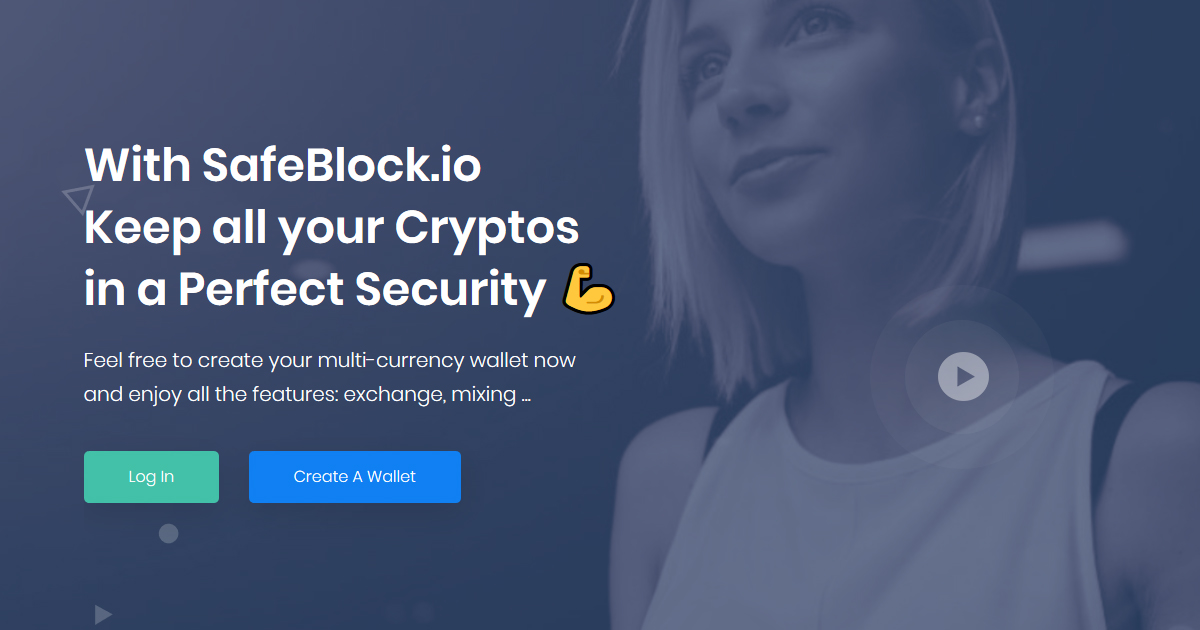 With SafeBlock.io
Keep all your Cryptos
in a Perfect Security 💪
Feel free to create your multi-currency wallet now
and enjoy all the features: exchange, mixing ...
Log In Create A Wallet